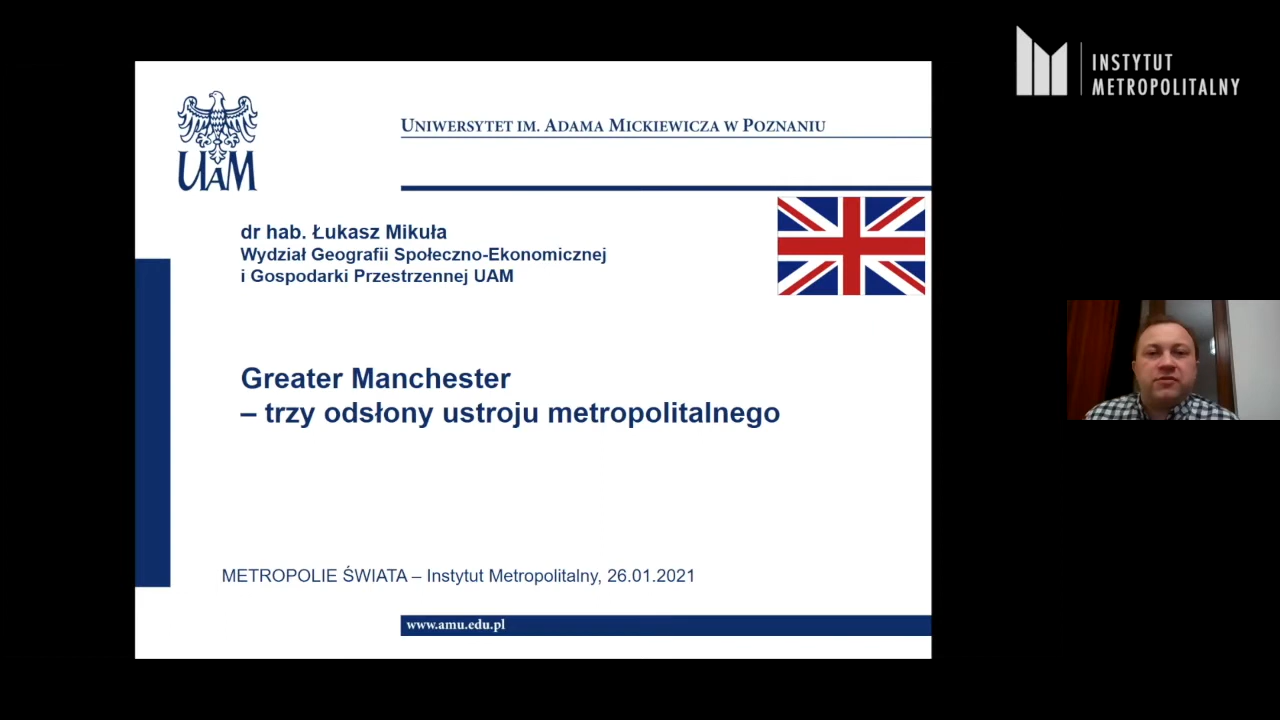 INSTYTUT
METROPOLITALNY
UNIWERSYTET IM. ADAMA MICKIEWICZA W POZNANIU
UAM
dr hab. Łukasz Mikuła
Wydział Geografii Społeczno-Ekonomicznej
i Gospodarki Przestrzennej UAM
Greater Manchester
– trzy odsłony ustroju metropolitalnego
METROPOLIE ŚWIATA – Instytut Metropolitalny, 26.01.2021
www.amu.edu.pl